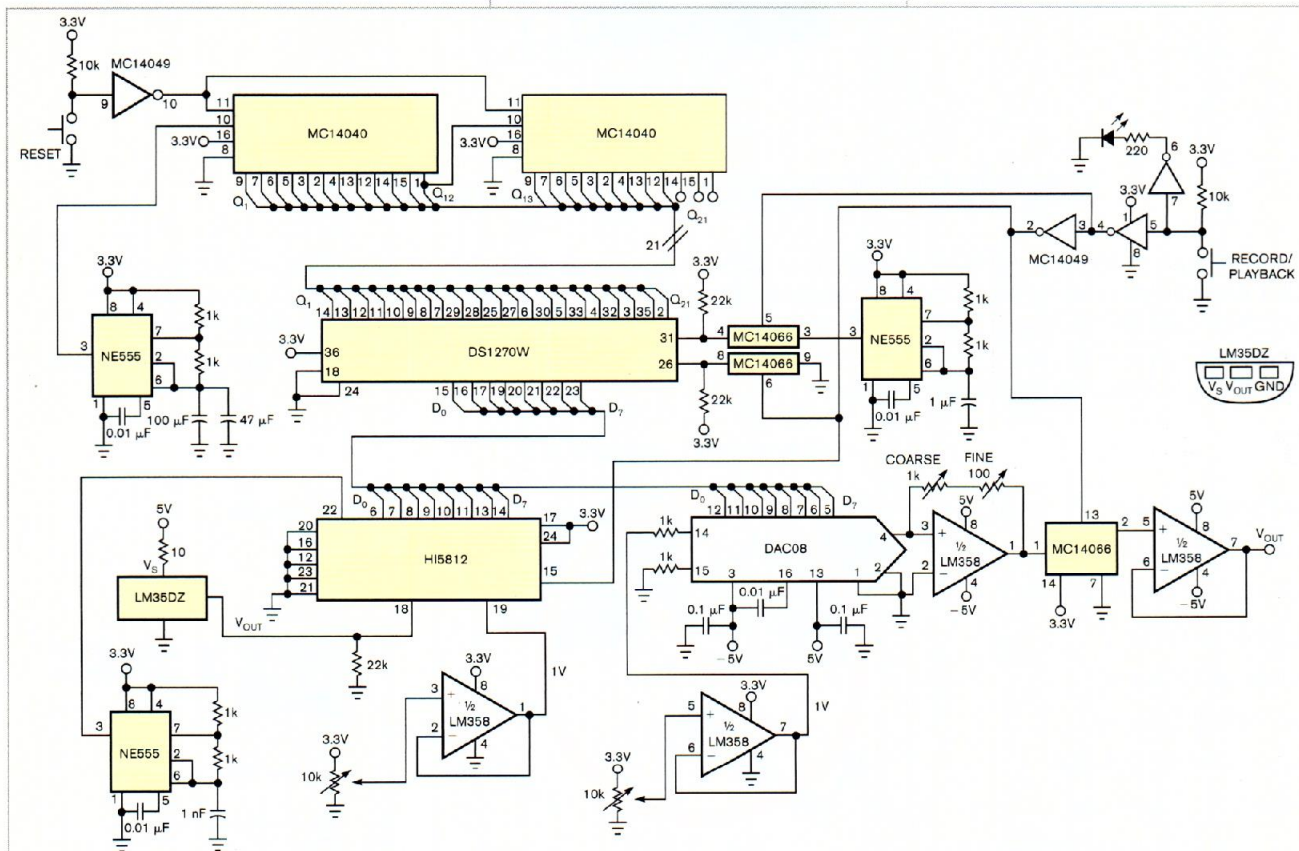 3.3V
10k
MC14049
9
10
RESET
11
10
16
8
3.3V
MC14040
9 7 6 5 3 2 4 13 12 14 15 1
Q1
Q12
11
10
16
8
3.3V
MC14040
9 7 6 5 3 2 4 13 12 14 15 1
Q13
Q21
21
220
6
7
3.3V
10k
3.3V
1
2
3
4
5
8
MC14049
RECORD/
PLAYBACK
3.3V
8 4
3
NE555
7
2
6
1
5
1k
1k
0.01 µF
100 µF
47 µF
Q1
Q21
14 13 12 11 10 9 8 7 29 28 25 27 6 30 5 33 4 32 3 35 2
3.3V
36
18
24
DS1270W
31
26
15 16 17 19 20 21 22 23
D0
D7
22k
3.3V
22k
3.3V
4
MC14066
5
3
8
MC14066
9
6
3.3V
8 4
3
NE555
7
2
6
1
5
1k
1k
0.01 µF
1 µF
LM35DZ
VS VOUT GND
D0
D7
6 7 8 9 10 11 13 14
22
20
16
12
23
21
HI5812
17
24
3.3V
15
18
19
5V
10
VS
LM35DZ
VOUT
22k
D0
D7
12 11 10 9 8 7 6 5
1k
1k
14
15
DAC08
4
3
16
13
1
2
0.01 µF
0.1 µF
−5V
5V
0.1 µF
COARSE
1k
FINE
100
5V
8
3
+
2
−
½
LM358
1
4
−5V
1
MC14066
13
2
14
7
3.3V
5V
8
5
+
6
−
½
LM358
7
4
−5V
VOUT
3.3V
8 4
3
NE555
7
2
6
1
5
1k
1k
0.01 µF
1 nF
3.3V
10k
3.3V
8
3
+
2
−
½
LM358
1
4
1V
3.3V
10k
3.3V
8
5
+
6
−
½
LM358
7
4
1V